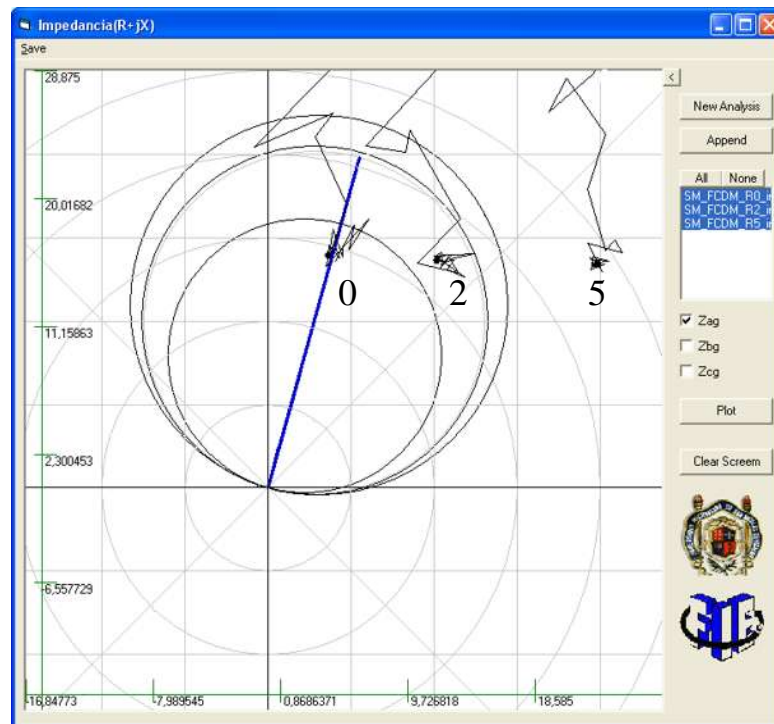 Impedancia(R+jX)
Save
28,875
20,01682
11,15863
2,300453
-6,557729
-16,84773
-7,989545
0,8686371
9,726818
18,585
0
2
5
<
New Analysis
Append
All None
SM_FCDM_R0_i
SM_FCDM_R2_i
SM_FCDM_R5_i
Zag
Zbg
Zcg
Plot
Clear Screem